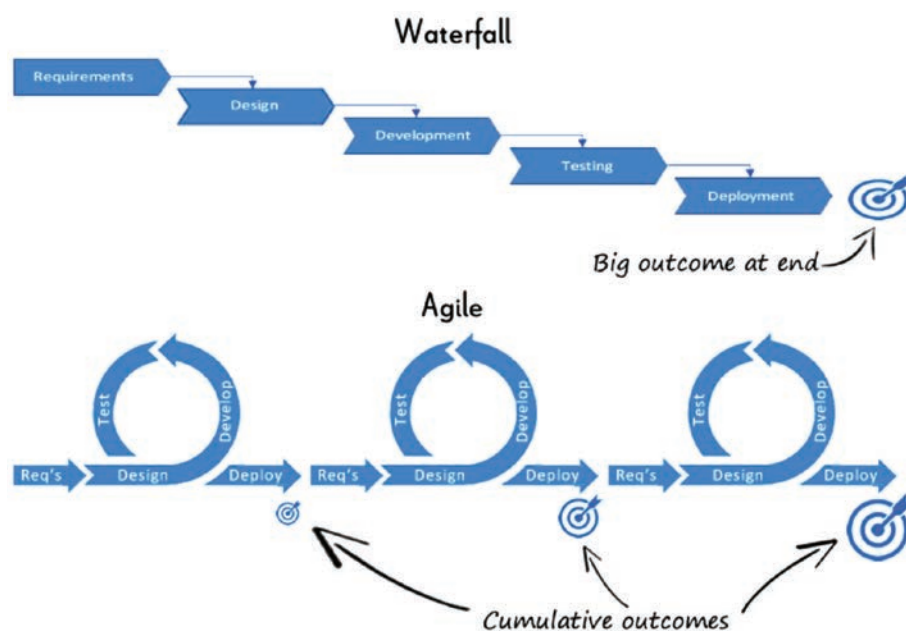 Waterfall
Requirements
Design
Development
Testing
Deployment
Big outcome at end
Agile
Test
Develop
Req's
Design
Deploy
Test
Develop
Req's
Design
Deploy
Test
Develop
Req's
Design
Deploy
Cumulative outcomes